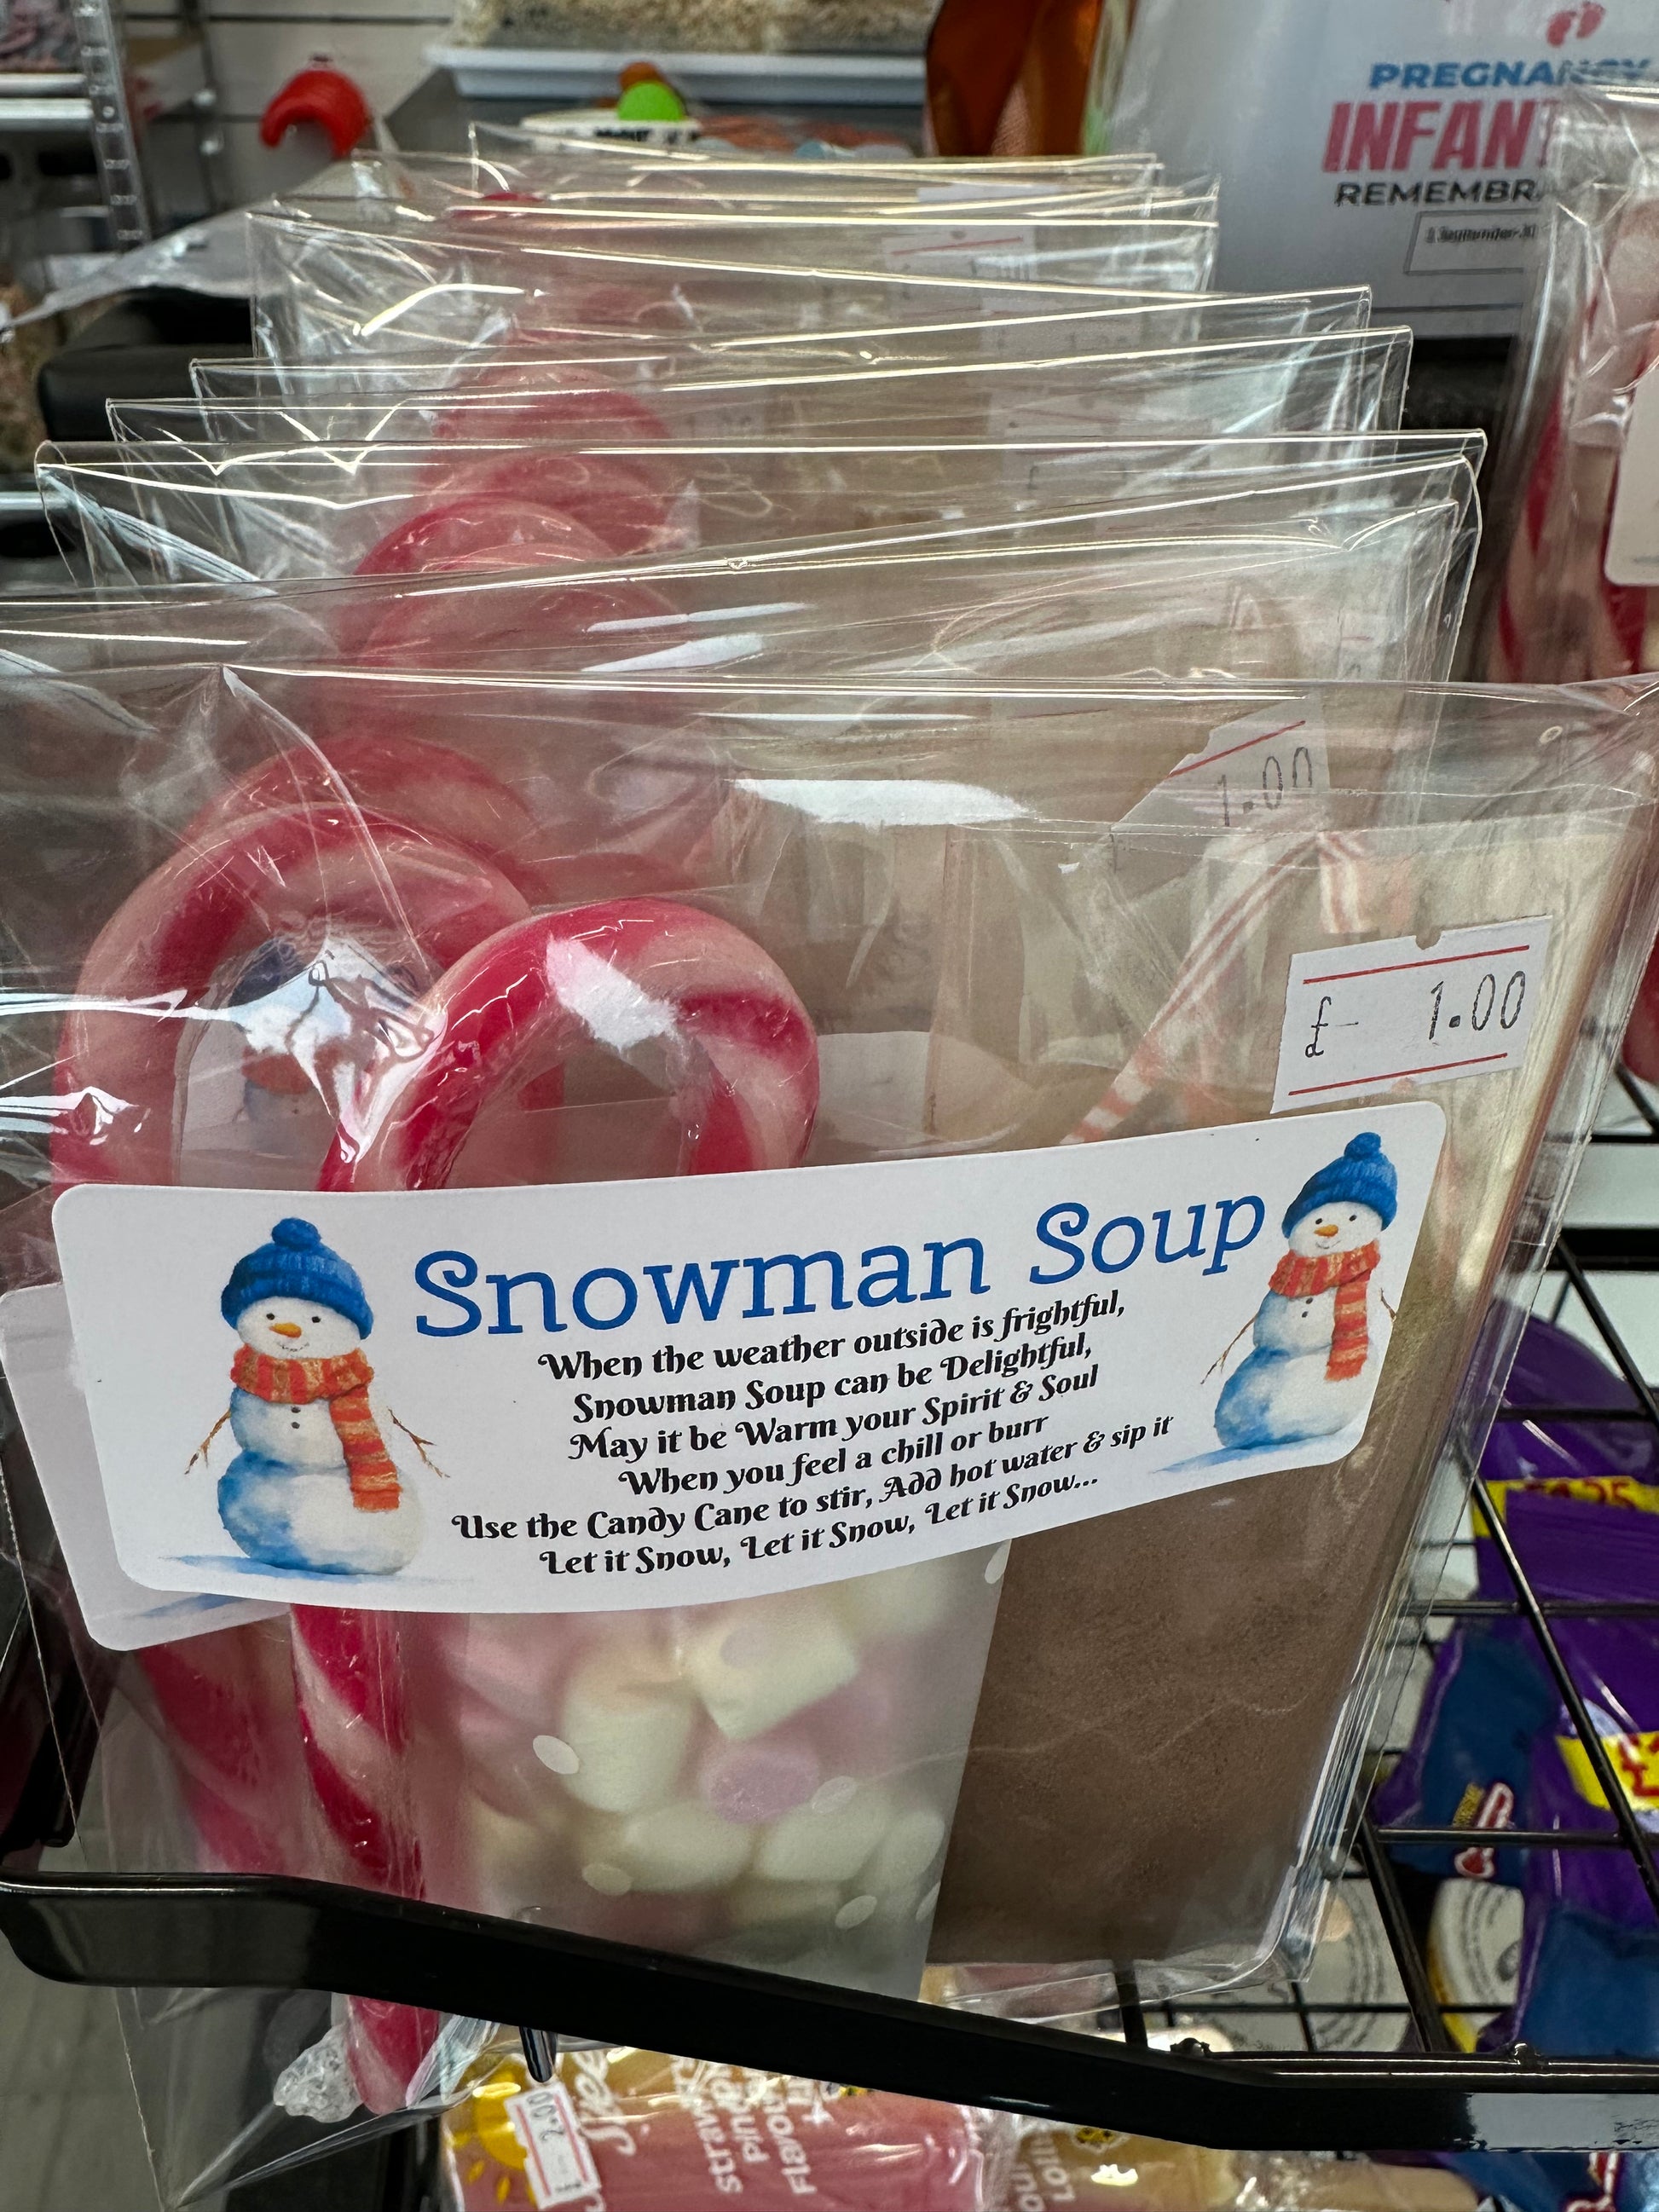 PREGNANCY
INFANT
1.00
£- 1.00
Snowman Soup
When the weather outside is frightful,
Snowman Soup can be Delightful,
May it be Warm your Spirit & Soul
When you feel a chill or burr
Use the Candy Cane to stir, Add hot water & sip it
Let it Snow, Let it Snow, Let it Snow...
2.00